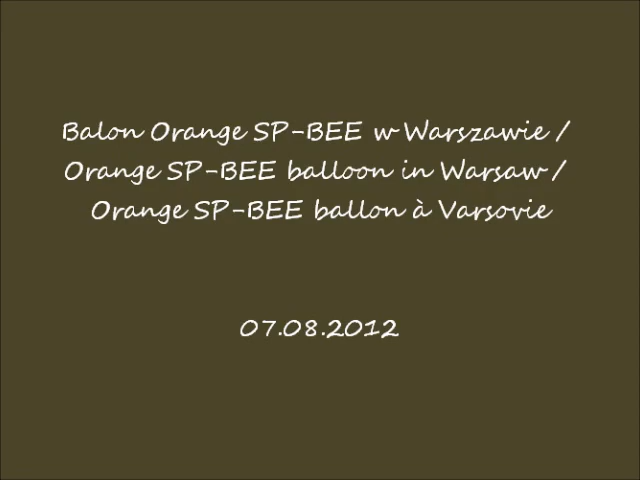 Balon Orange SP-BEE w Warszawie /
Orange SP-BEE balloon in Warsaw /
Orange SP-BEE ballon à Varsovie
07.08.2012